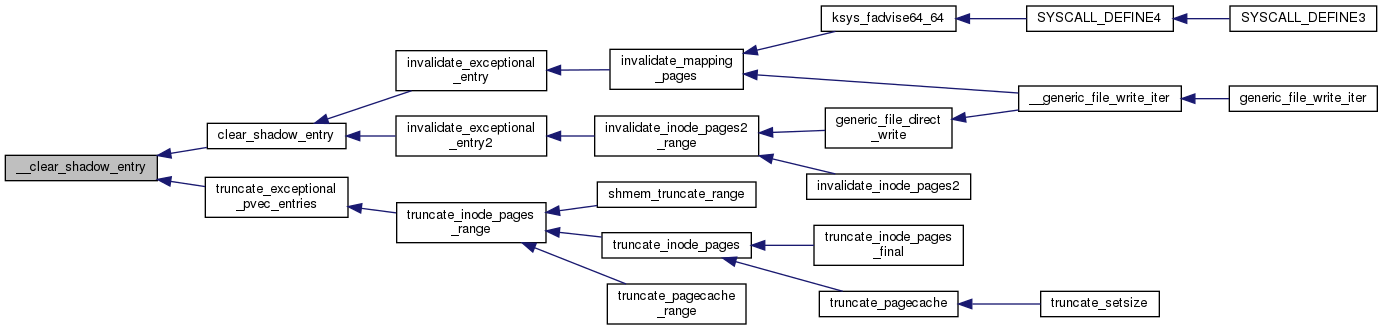 ksys_fadvise64_64
SYSCALL_DEFINE4
SYSCALL_DEFINE3
invalidate_exceptional
_entry
invalidate_mapping
_pages
__generic_file_write_iter
generic_file_write_iter
clear_shadow_entry
invalidate_exceptional
_entry2
invalidate_inode_pages2
_range
generic_file_direct
_write
__clear_shadow_entry
invalidate_inode_pages2
truncate_exceptional
_pvec_entries
shmem_truncate_range
truncate_inode_pages
_range
truncate_inode_pages
truncate_inode_pages
_final
truncate_pagecache
_range
truncate_pagecache
truncate_setsize